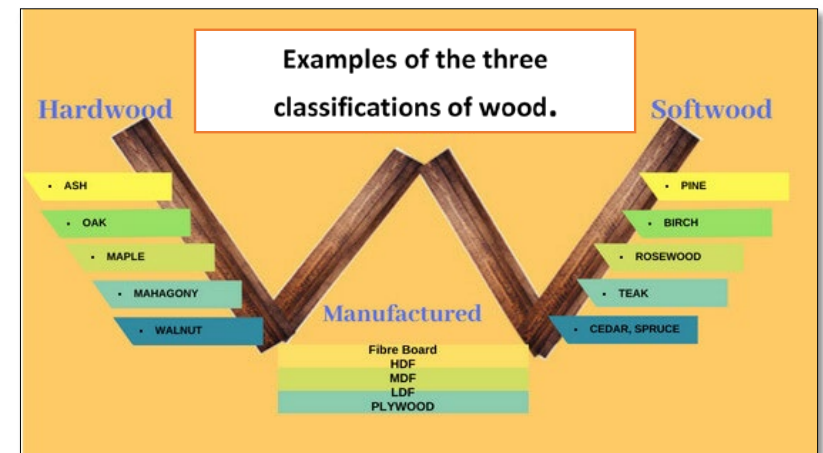 Examples of the three
classifications of wood.
Hardwood
Softwood
• ASH
• OAK
• MAPLE
• MAHAGONY
• WALNUT
• PINE
• BIRCH
• ROSEWOOD
• TEAK
• CEDAR, SPRUCE
Manufactured
Fibre Board
HDF
MDF
LDF
PLYWOOD